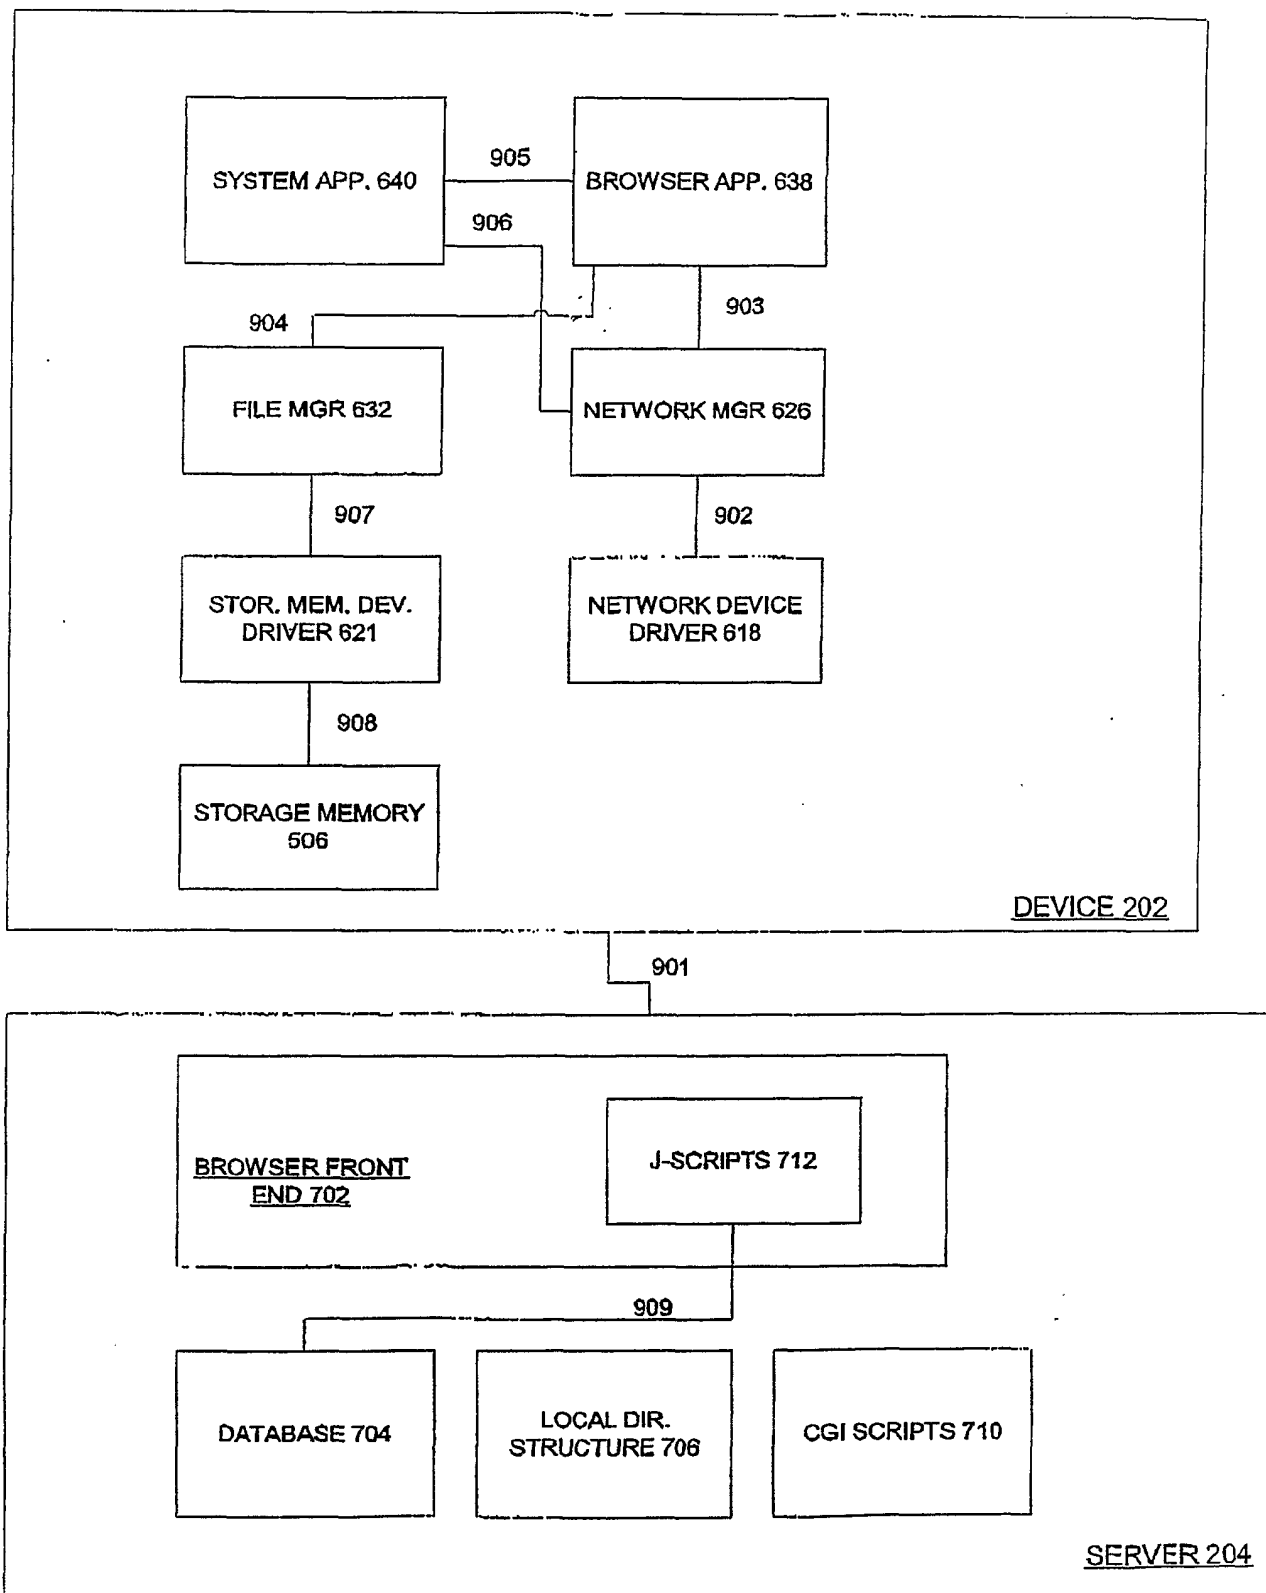 SYSTEM APP. 640
905
BROWSER APP. 638
906
904
903
FILE MGR 632
NETWORK MGR 626
907
902
STOR. MEM. DEV.
DRIVER 621
NETWORK DEVICE
DRIVER 618
908
STORAGE MEMORY
506
DEVICE 202
901
BROWSER FRONT
END 702
J-SCRIPTS 712
909
DATABASE 704
LOCAL DIR.
STRUCTURE 706
CGI SCRIPTS 710
SERVER 204